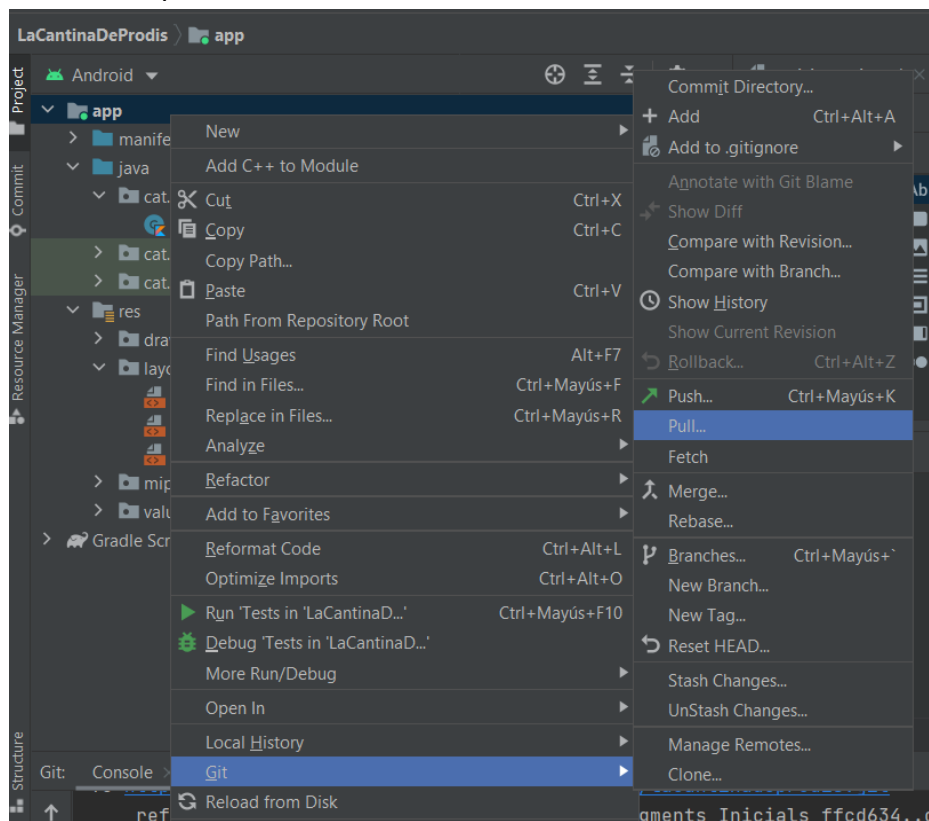 LaCantinaDeProdis
app
Project
Commit
Resource Manager
Structure
Android
app
java
cat.
cat.
cat.
res
Gradle Scr
New
Add C++ to Module
Cut Ctrl+X
Copy Ctrl+C
Copy Path...
Paste Ctrl+V
Path From Repository Root
Find Usages Alt+F7
Find in Files... Ctrl+Mayús+F
Replace in Files... Ctrl+Mayús+R
Analyze
Refactor
Add to Favorites
Reformat Code Ctrl+Alt+L
Optimize Imports Ctrl+Alt+O
Run 'Tests in 'LaCantinaD...' Ctrl+Mayús+F10
Debug 'Tests in 'LaCantinaD...'
More Run/Debug
Open In
Local History
Git
Reload from Disk
Commit Directory...
Add Ctrl+Alt+A
Add to .gitignore
Annotate with Git Blame
Show Diff
Compare with Revision...
Compare with Branch...
Show History
Show Current Revision
Rollback... Ctrl+Alt+Z
Push... Ctrl+Mayús+K
Pull...
Fetch
Merge...
Rebase...
Branches... Ctrl+Mayús+`
New Branch...
New Tag...
Reset HEAD...
Stash Changes...
UnStash Changes...
Manage Remotes...
Clone...
Git: Console
ref
gments Inicials ffcd634..